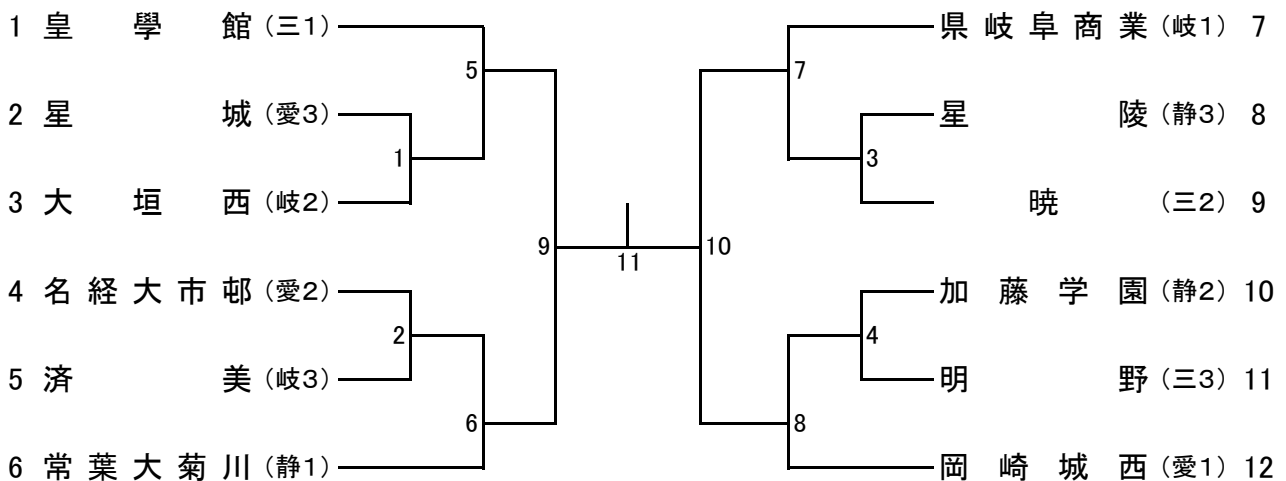 1 皇學館 (三1)
5
2 星城 (愛3)
1
3 大垣西 (岐2)
9
4 名経大市邨 (愛2)
2
5 済美 (岐3)
6
6 常葉大菊川 (静1)
11
県岐阜商業 (岐1) 7
7
星陵 (静3) 8
3
暁 (三2) 9
10
加藤学園 (静2) 10
4
明野 (三3) 11
8
岡崎城西 (愛1) 12